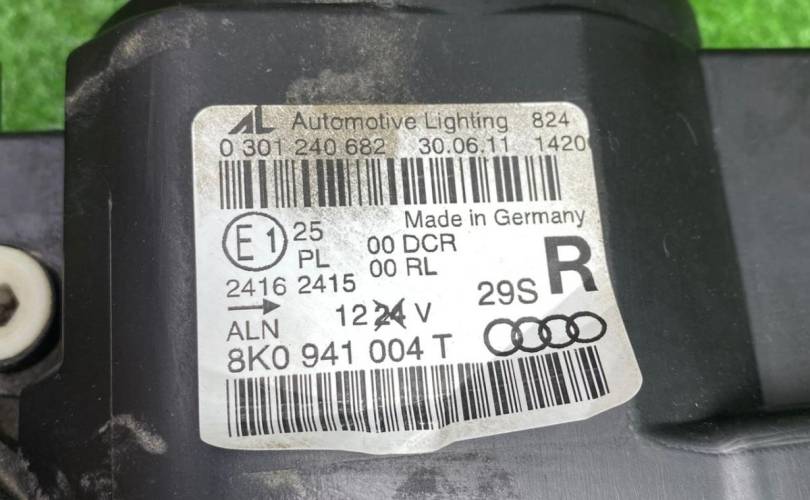 AL Automotive Lighting 824
0 301 240 682 30.06.11 1420
Made in Germany
E1 25 00 DCR
PL 00 RL
R
2416 2415
29S
12 24 V
ALN
8K0 941 004 T